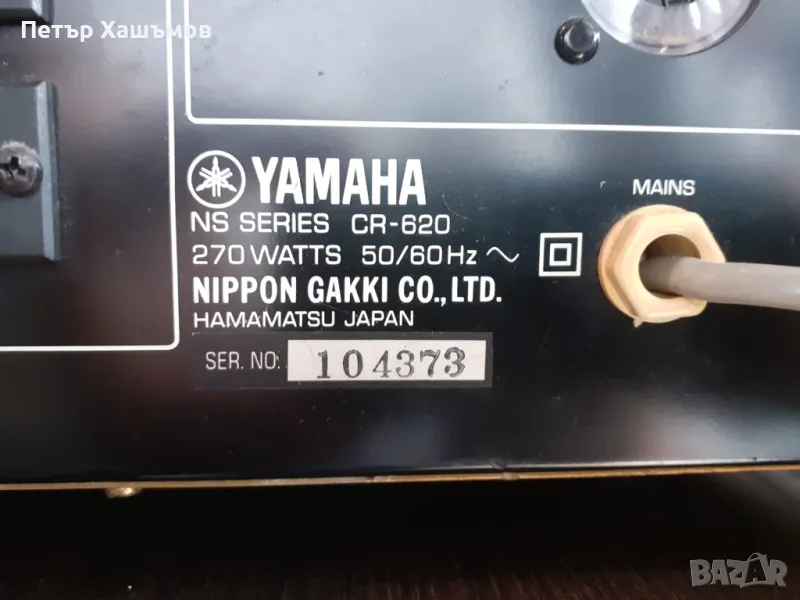 Петър Хашъмов
YAMAHA
NS SERIES CR-620
270 WATTS 50/60Hz ~
NIPPON GAKKI CO., LTD.
HAMAMATSU JAPAN
SER. NO: 104373
MAINS
BAZAR